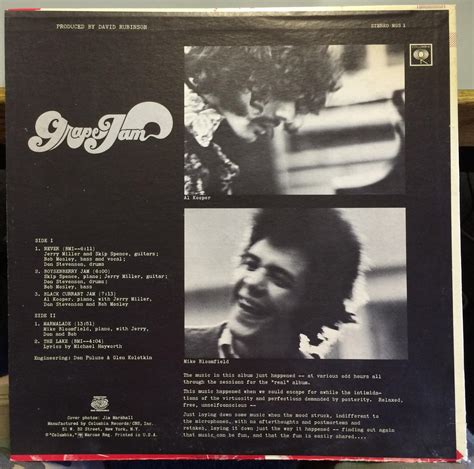 PRODUCED BY DAVID RUBINSON
STEREO MGS 1
Grape Jam
Al Kooper
SIDE I
1. NEVER (BMI--6:11)
Jerry Miller and Skip Spence, guitars;
Bob Mosley, bass and vocal;
Don Stevenson, drums
2. BOYSENBERRY JAM (6:00)
Skip Spence, piano; Jerry Miller, guitar;
Don Stevenson, drums; Bob
Mosley, bass
3. BLACK CURRANT JAM (7:13)
Al Kooper, piano, with Jerry Miller,
Don Stevenson and Bob Mosley
SIDE II
1. MARMALADE (13:51)
Mike Bloomfield, piano, with Jerry,
Don and Bob
2. THE LAKE (BMI--4:04)
Lyrics by Michael Hayworth
Engineering: Don Puluse & Glen Kolotkin
Mike Bloomfield
The music in this album just happened -- at various odd hours all
through the sessions for the "real" album.
This happened when we could escape for awhile the intimida-
tions of the virtuosity and perfections demanded by posterity. Relaxed,
free, unselfconscious --
Just laying down some music when the mood struck, indifferent to
the microphones, with no afterthoughts and postmortems and
retakes, laying it down just the way it happened -- finding out again
that music can be fun, and that the fun is easily shared....
Cover photos: Jim Marshall
Manufactured by Columbia Records/CBS, Inc.
51 W. 52 Street, New York, N.Y.
® "Columbia," Marcas Reg. Printed in U.S.A.